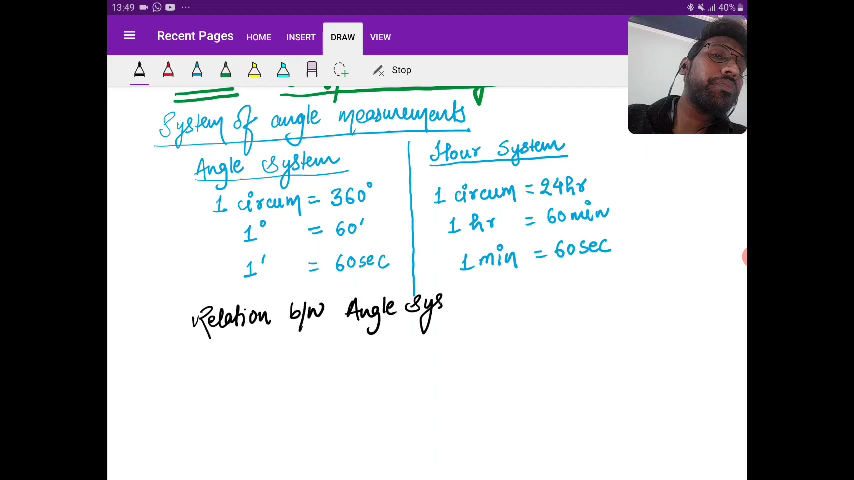 13:49
40%
Recent Pages HOME INSERT DRAW VIEW
Stop
System of angle measurements
Angle System
1 circum = 360°
1° = 60'
1' = 60sec
Hour System
1 circum = 24hr
1 hr = 60min
1 min = 60sec
Relation b/w Angle Sys